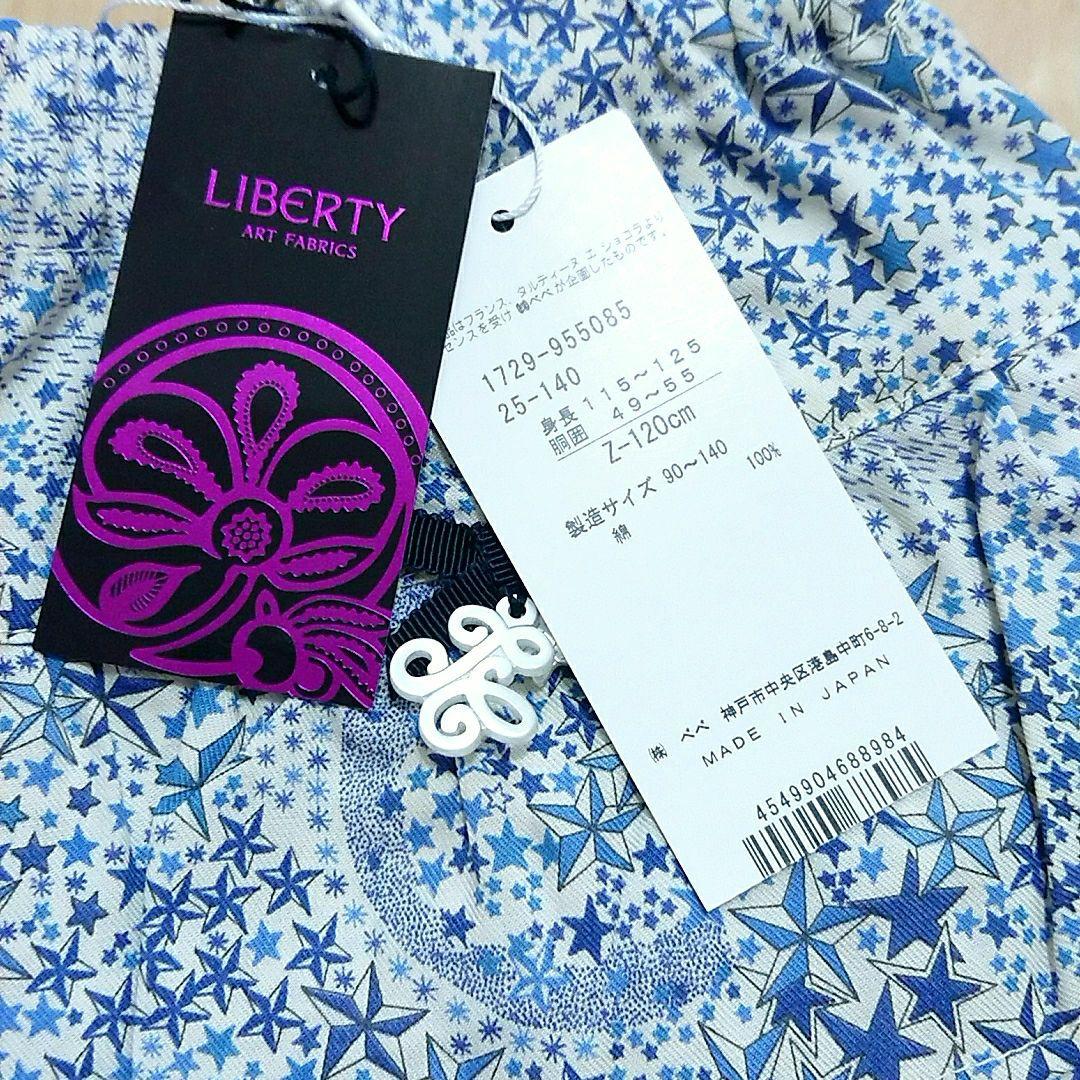 LIBERTY
ART FABRICS
品はフランス・タルティーヌ エ ショコラより
センスを受け ㈱べべが企画したものです。
1729-955085
25-140
身長 115~125
胴囲 49~55
Z-120cm
製造サイズ 90~140
綿 100%
㈱ べべ 神戸市中央区港島中町6-8-2
MADE IN JAPAN
4549904688984